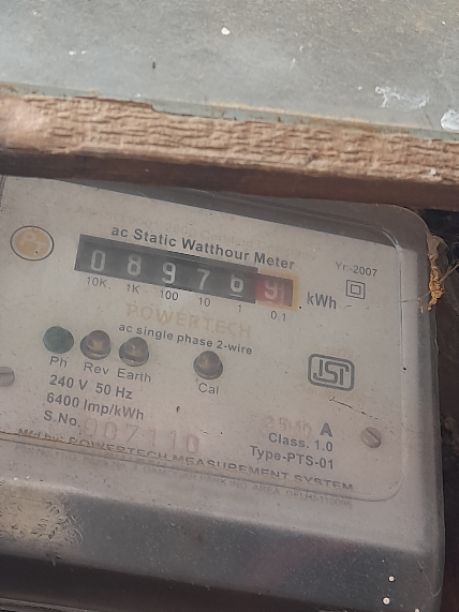 ac Static Watthour Meter
Yr.-2007
0 8 9 7 6 9 kWh
10K 1K 100 10 1 0.1
POWERTECH
ac single phase 2-wire
Ph Rev Earth Cal
240 V 50 Hz
6400 Imp/kWh
A
Class. 1.0
S.No. 907110
Type-PTS-01
POWERTECH MEASUREMENT SYSTEM